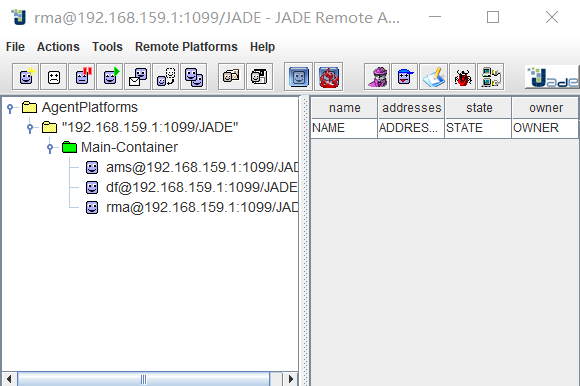 rma@192.168.159.1:1099/JADE - JADE Remote A...
File Actions Tools Remote Platforms Help
Jade
AgentPlatforms
"192.168.159.1:1099/JADE"
Main-Container
ams@192.168.159.1:1099/JAD
df@192.168.159.1:1099/JADE
rma@192.168.159.1:1099/JAD
name addresses state owner
NAME ADDRES... STATE OWNER